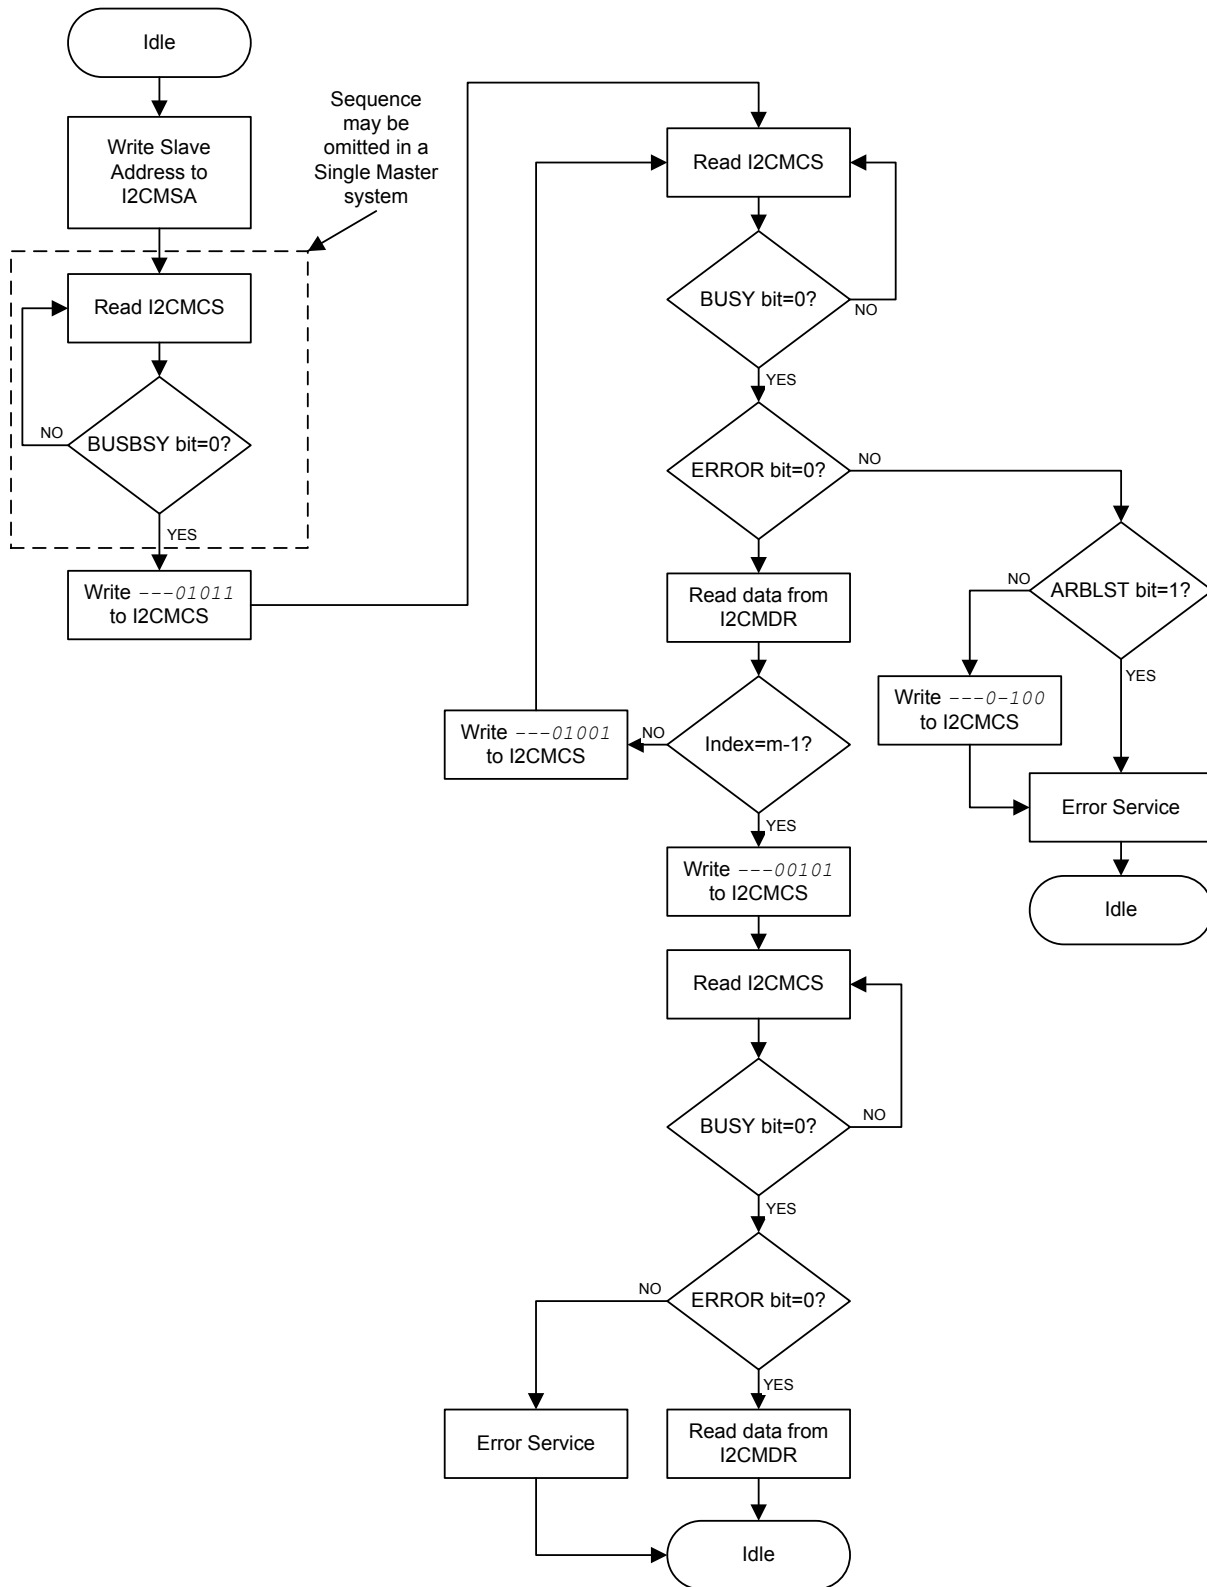 Idle
Write Slave
Address to
I2CMSA
Sequence
may be
omitted in a
Single Master
system
Read I2CMCS
BUSBSY bit=0?
NO
YES
Write ---01011
to I2CMCS
Read I2CMCS
BUSY bit=0?
NO
YES
ERROR bit=0?
NO
Read data from
I2CMDR
ARBLST bit=1?
NO
YES
Write ---0-100
to I2CMCS
Error Service
Idle
Index=m-1?
NO
Write ---01001
to I2CMCS
YES
Write ---00101
to I2CMCS
Read I2CMCS
BUSY bit=0?
NO
YES
ERROR bit=0?
NO
YES
Error Service
Read data from
I2CMDR
Idle